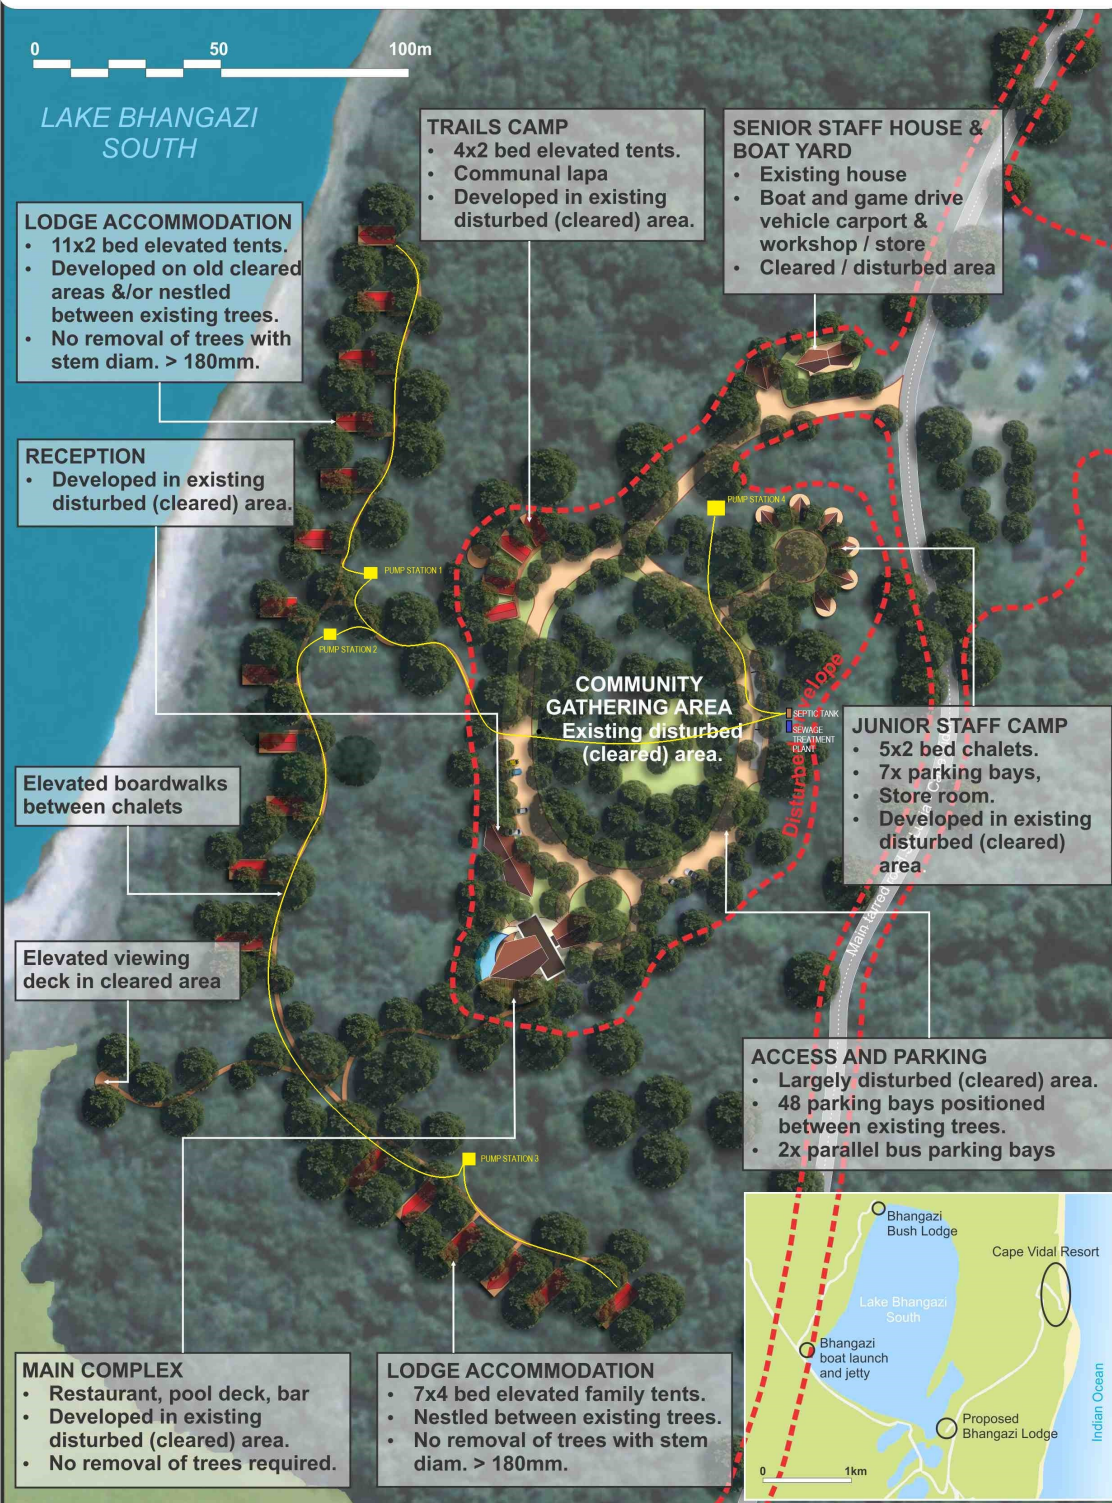 0 50 100m
LAKE BHANGAZI
SOUTH
TRAILS CAMP
• 4x2 bed elevated tents.
• Communal lapa
• Developed in existing
disturbed (cleared) area.
SENIOR STAFF HOUSE &
BOAT YARD
• Existing house
• Boat and game drive
vehicle carport &
workshop / store
• Cleared / disturbed area
LODGE ACCOMMODATION
• 11x2 bed elevated tents.
• Developed on old cleared
areas &/or nestled
between existing trees.
• No removal of trees with
stem diam. > 180mm.
RECEPTION
• Developed in existing
disturbed (cleared) area.
PUMP STATION 4
PUMP STATION 1
PUMP STATION 2
COMMUNITY
GATHERING AREA
Existing disturbed
(cleared) area.
Disturbed envelope
SEPTIC TANK
SEWAGE
TREATMENT
PLANT
JUNIOR STAFF CAMP
• 5x2 bed chalets.
• 7x parking bays,
• Store room.
• Developed in existing
disturbed (cleared)
area
Main tarred
Elevated boardwalks
between chalets
Elevated viewing
deck in cleared area
ACCESS AND PARKING
• Largely disturbed (cleared) area.
• 48 parking bays positioned
between existing trees.
• 2x parallel bus parking bays
PUMP STATION 3
MAIN COMPLEX
• Restaurant, pool deck, bar
• Developed in existing
disturbed (cleared) area.
• No removal of trees required.
LODGE ACCOMMODATION
• 7x4 bed elevated family tents.
• Nestled between existing trees.
• No removal of trees with stem
diam. > 180mm.
Bhangazi
Bush Lodge
Cape Vidal Resort
Lake Bhangazi
South
Bhangazi
boat launch
and jetty
Proposed
Bhangazi Lodge
Indian Ocean
0 1km